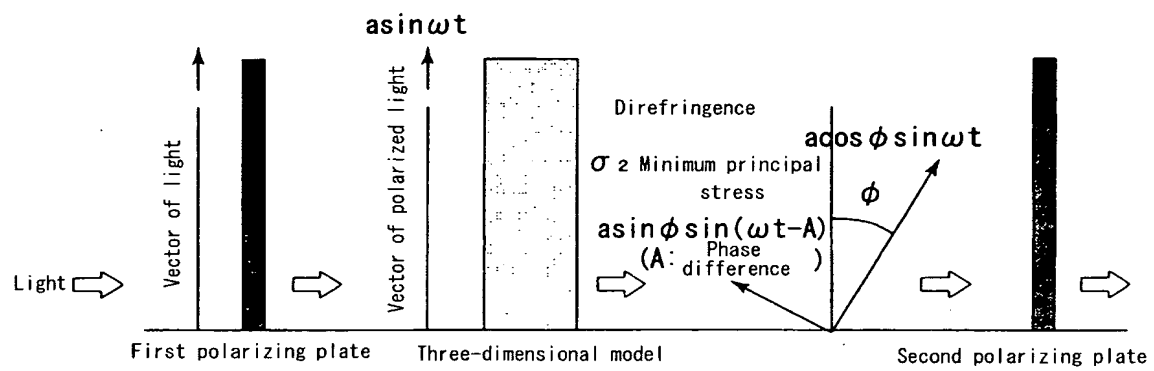 asinωt
Vector of light
Vector of polarized light
Direfringence
acosφsinωt
σ 2 Minimum principal
stress
φ
asinφsin(ωt-A)
(A: Phase
difference )
Light
First polarizing plate
Three-dimensional model
Second polarizing plate